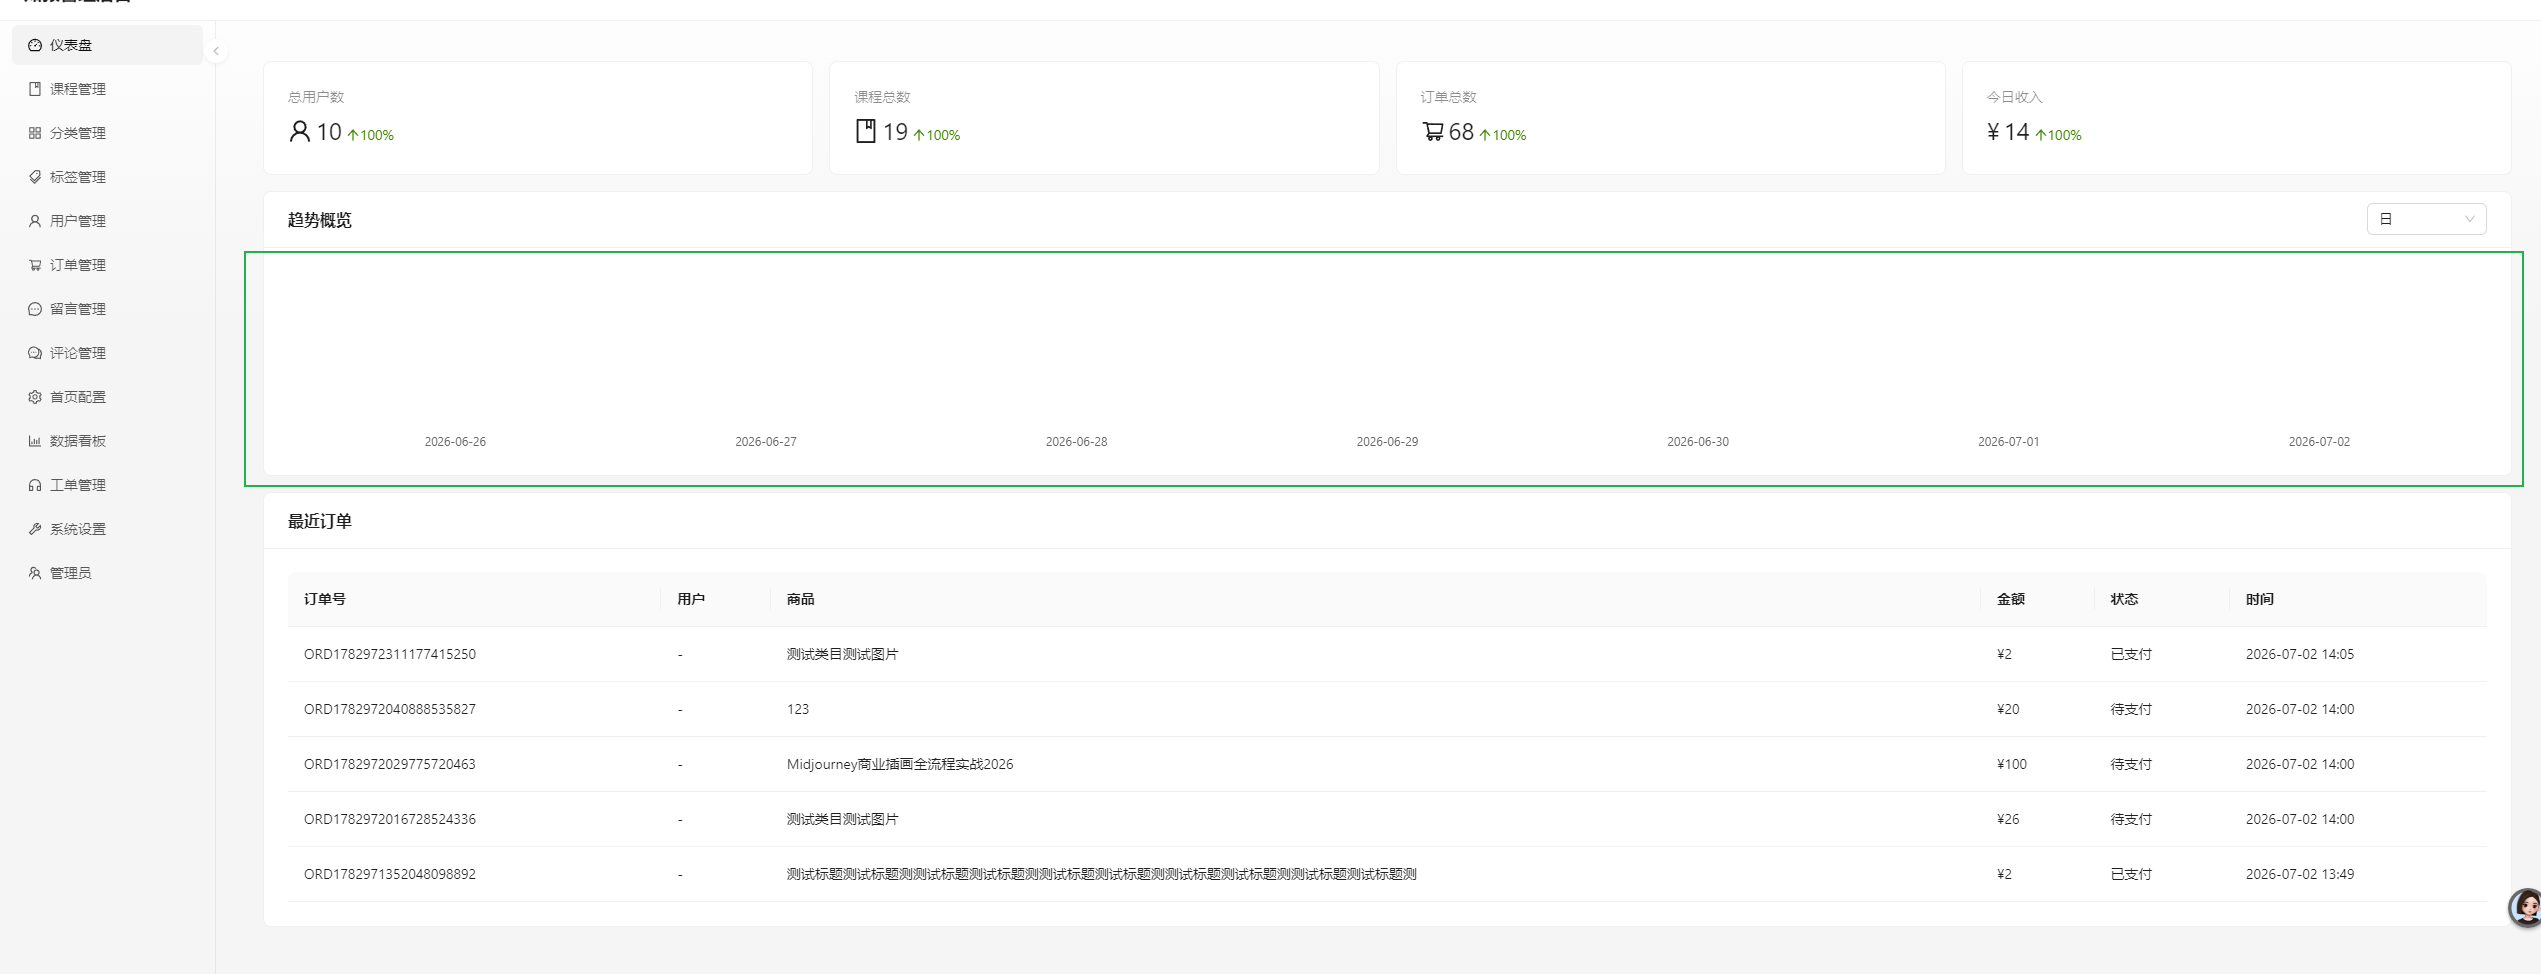 仪表盘
课程管理
分类管理
标签管理
用户管理
订单管理
留言管理
评论管理
首页配置
数据看板
工单管理
系统设置
管理员
总用户数
10 100%
课程总数
19 100%
订单总数
68 100%
今日收入
¥ 14 100%
趋势概览
日
2026-06-26 2026-06-27 2026-06-28 2026-06-29 2026-06-30 2026-07-01 2026-07-02
最近订单
订单号 用户 商品 金额 状态 时间
ORD1782972311177415250 - 测试类目测试图片 ¥2 已支付 2026-07-02 14:05
ORD1782972040888535827 - 123 ¥20 待支付 2026-07-02 14:00
ORD1782972029775720463 - Midjourney商业插画全流程实战2026 ¥100 待支付 2026-07-02 14:00
ORD1782972016728524336 - 测试类目测试图片 ¥26 待支付 2026-07-02 14:00
ORD1782971352048098892 - 测试标题测试标题测测试标题测试标题测测试标题测试标题测测试标题测试标题测测试标题测试标题测 ¥2 已支付 2026-07-02 13:49